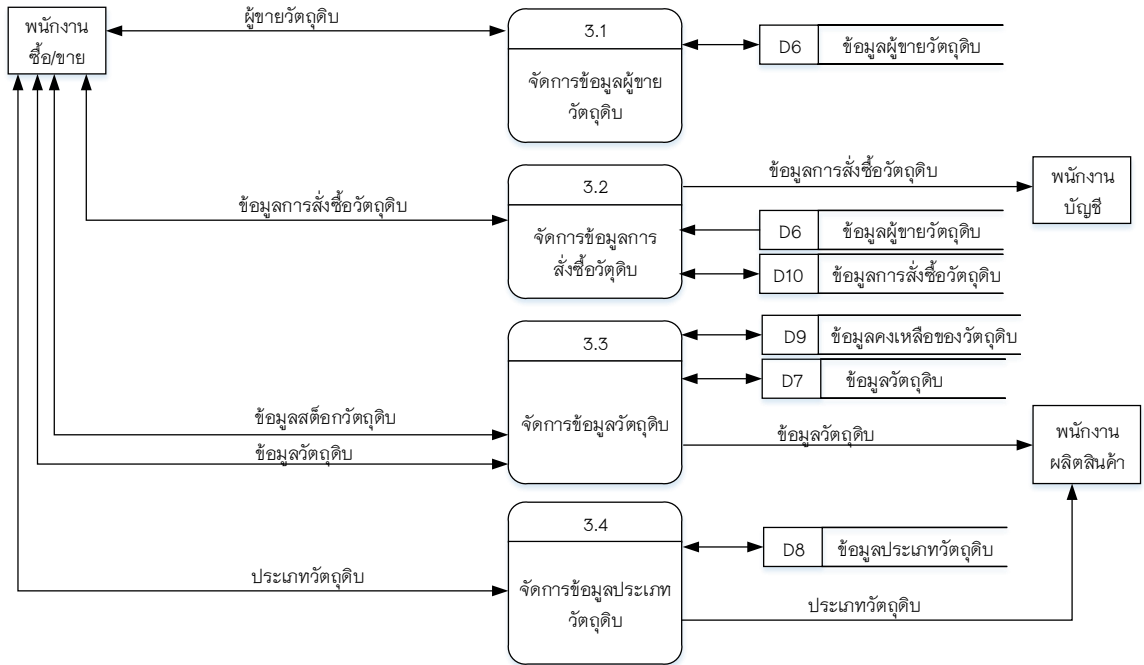 พนักงาน
ซื้อ/ขาย
ผู้ขายวัตถุดิบ
3.1
จัดการข้อมูลผู้ขาย
วัตถุดิบ
D6 ข้อมูลผู้ขายวัตถุดิบ
ข้อมูลการสั่งซื้อวัตถุดิบ
3.2
จัดการข้อมูลการ
สั่งซื้อวัตุดิบ
ข้อมูลการสั่งซื้อวัตถุดิบ
พนักงาน
บัญชี
D6 ข้อมูลผู้ขายวัตถุดิบ
D10 ข้อมูลการสั่งซื้อวัตถุดิบ
3.3
จัดการข้อมูลวัตถุดิบ
D9 ข้อมูลคงเหลือของวัตถุดิบ
D7 ข้อมูลวัตถุดิบ
ข้อมูลสต็อกวัตถุดิบ
ข้อมูลวัตถุดิบ
ข้อมูลวัตถุดิบ
พนักงาน
ผลิตสินค้า
3.4
จัดการข้อมูลประเภท
วัตถุดิบ
D8 ข้อมูลประเภทวัตถุดิบ
ประเภทวัตถุดิบ
ประเภทวัตถุดิบ